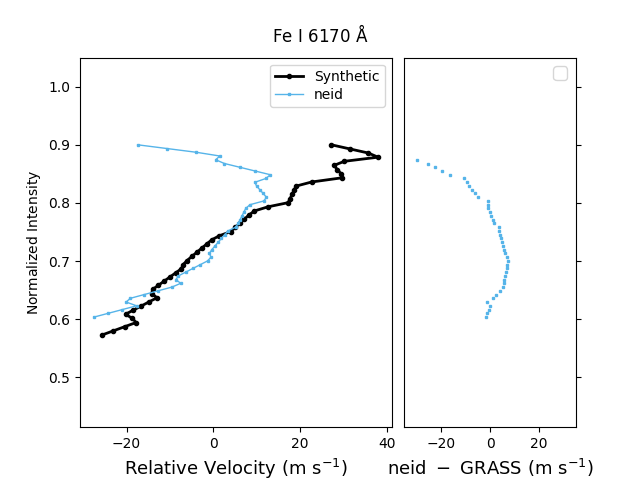 Fe I 6170 Å
Synthetic
neid
1.0
0.9
0.8
0.7
0.6
0.5
Normalized Intensity
−20
0
20
40
Relative Velocity (m s⁻¹)
−20
0
20
neid − GRASS (m s⁻¹)